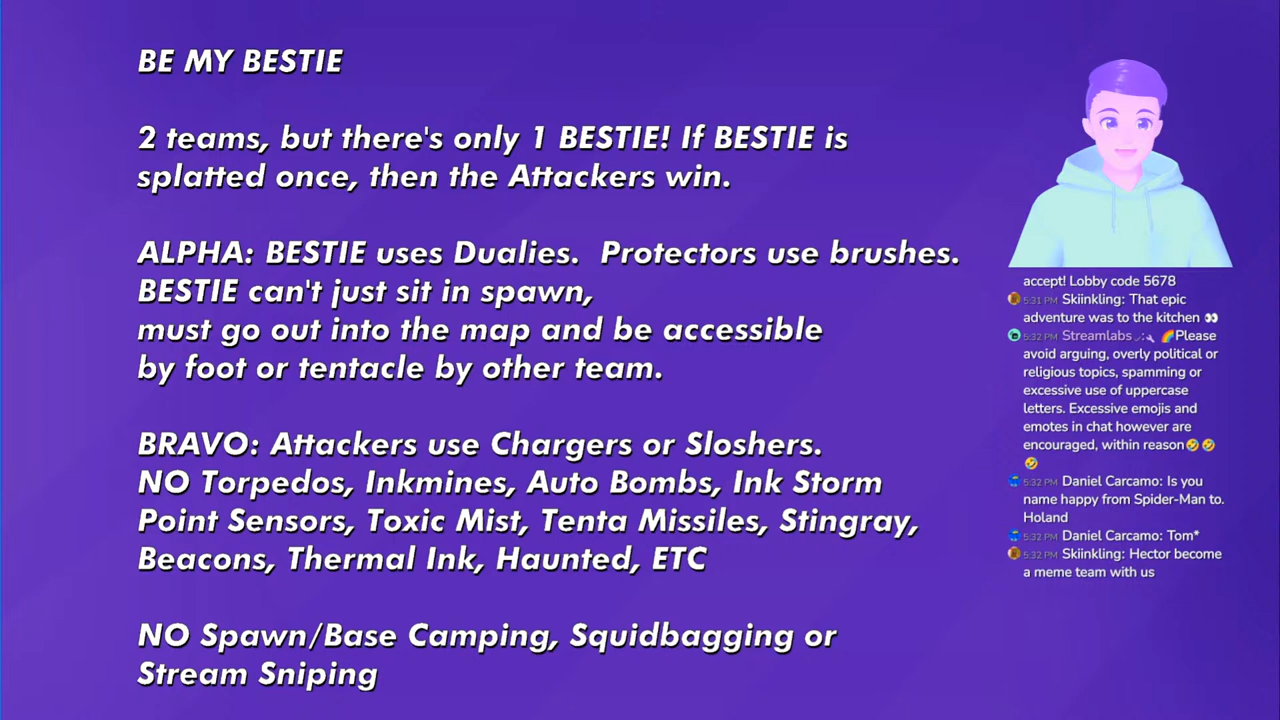 BE MY BESTIE
2 teams, but there's only 1 BESTIE! If BESTIE is
splatted once, then the Attackers win.
ALPHA: BESTIE uses Dualies.  Protectors use brushes.
BESTIE can't just sit in spawn,
must go out into the map and be accessible
by foot or tentacle by other team.
BRAVO: Attackers use Chargers or Sloshers.
NO Torpedos, Inkmines, Auto Bombs, Ink Storm
Point Sensors, Toxic Mist, Tenta Missiles, Stingray,
Beacons, Thermal Ink, Haunted, ETC
NO Spawn/Base Camping, Squidbagging or
Stream Sniping
accept! Lobby code 5678
5:31 PM Skiinkling: That epic
adventure was to the kitchen 👀
5:32 PM Streamlabs 🌈Please
avoid arguing, overly political or
religious topics, spamming or
excessive use of uppercase
letters. Excessive emojis and
emotes in chat however are
encouraged, within reason🤣🤣
🤣
5:32 PM Daniel Carcamo: Is you
name happy from Spider-Man to.
Holand
5:32 PM Daniel Carcamo: Tom*
5:32 PM Skiinkling: Hector become
a meme team with us